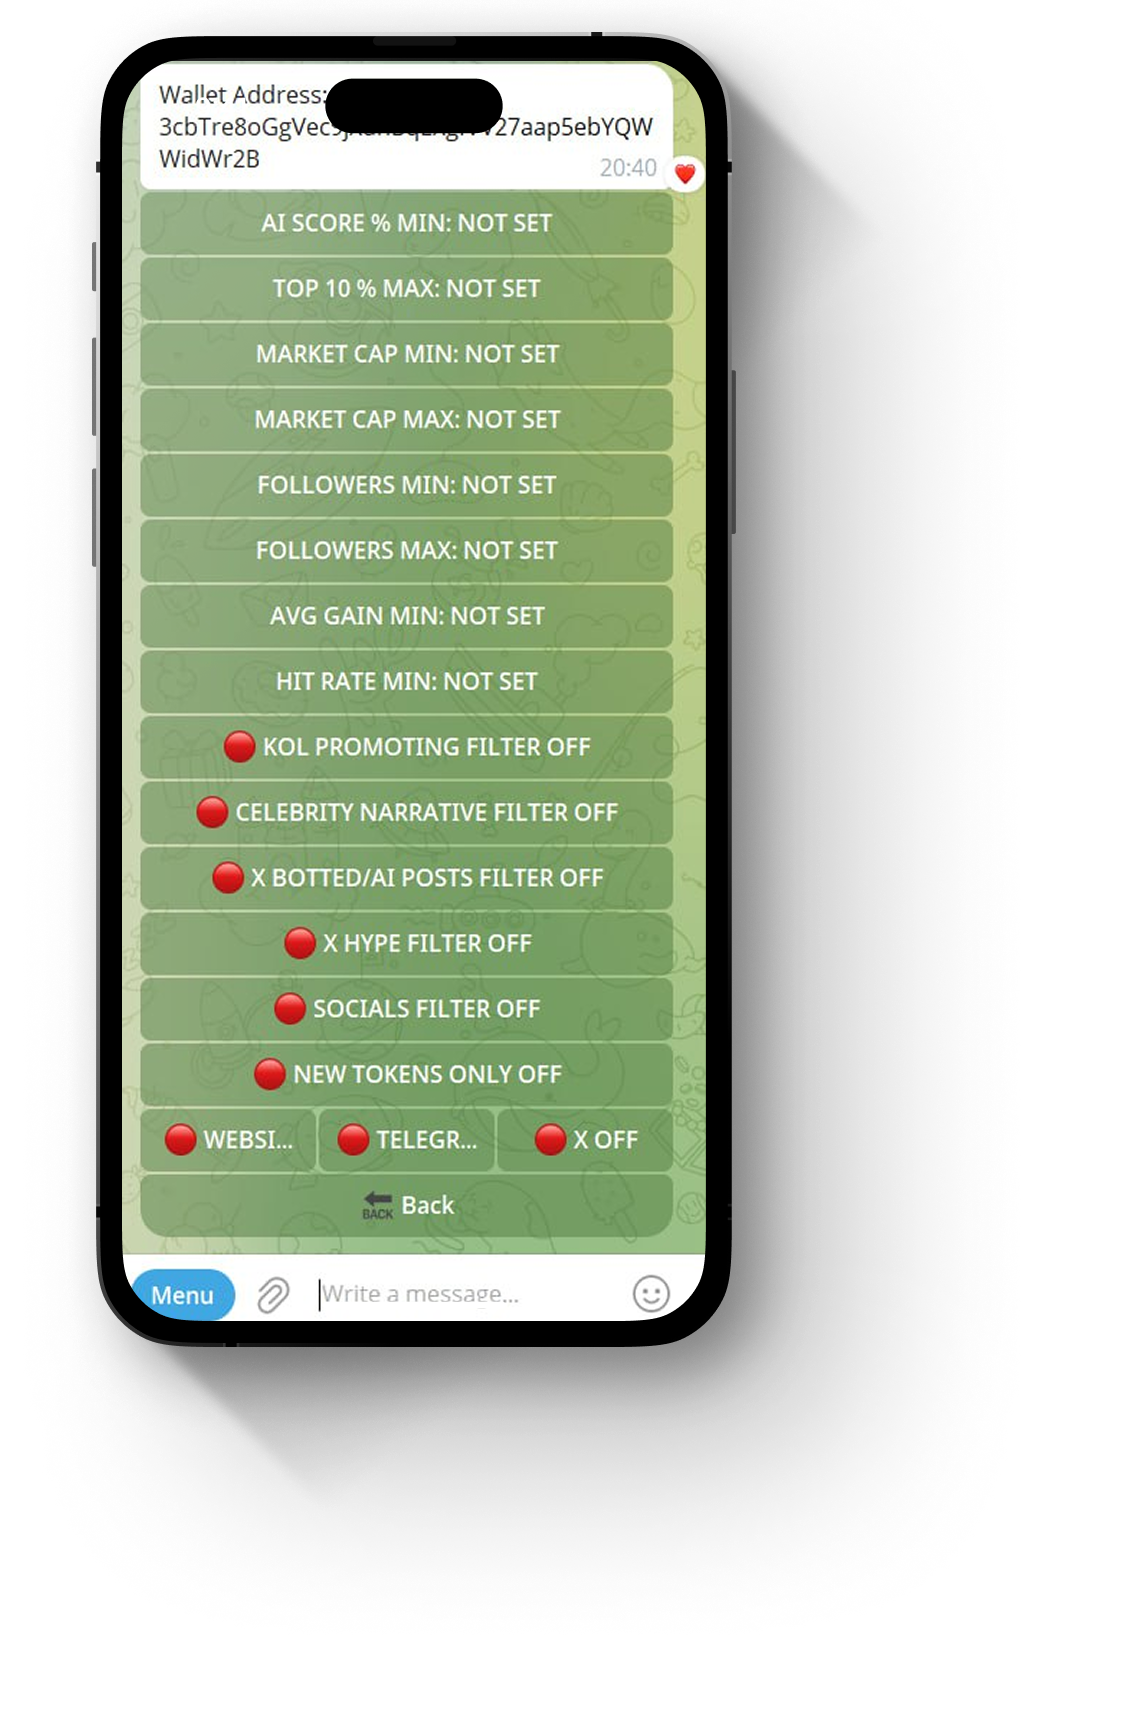 Wallet Address:
27aap5ebYQW
WidWr2B
20:40
AI SCORE % MIN: NOT SET
TOP 10 % MAX: NOT SET
MARKET CAP MIN: NOT SET
MARKET CAP MAX: NOT SET
FOLLOWERS MIN: NOT SET
FOLLOWERS MAX: NOT SET
AVG GAIN MIN: NOT SET
HIT RATE MIN: NOT SET
KOL PROMOTING FILTER OFF
CELEBRITY NARRATIVE FILTER OFF
X BOTTED/AI POSTS FILTER OFF
X HYPE FILTER OFF
SOCIALS FILTER OFF
NEW TOKENS ONLY OFF
WEBSI... TELEGR... X OFF
BACK Back
Menu Write a message...